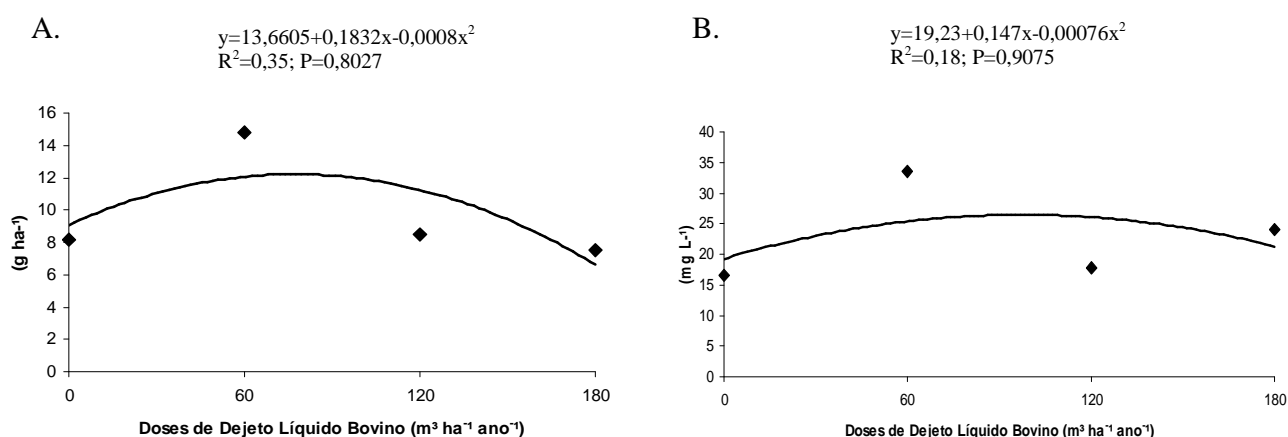 A.
y=13,6605+0,1832x-0,0008x²
R²=0,35; P=0,8027
16
14
12
10
8
6
4
2
0
(g ha-¹)
0 60 120 180
Doses de Dejeto Líquido Bovino (m³ ha⁻¹ ano⁻¹)
B.
y=19,23+0,147x-0,00076x²
R²=0,18; P=0,9075
40
35
30
25
20
15
10
5
0
(mg L-¹)
0 60 120 180
Doses de Dejeto Líquido Bovino (m³ ha⁻¹ ano⁻¹)